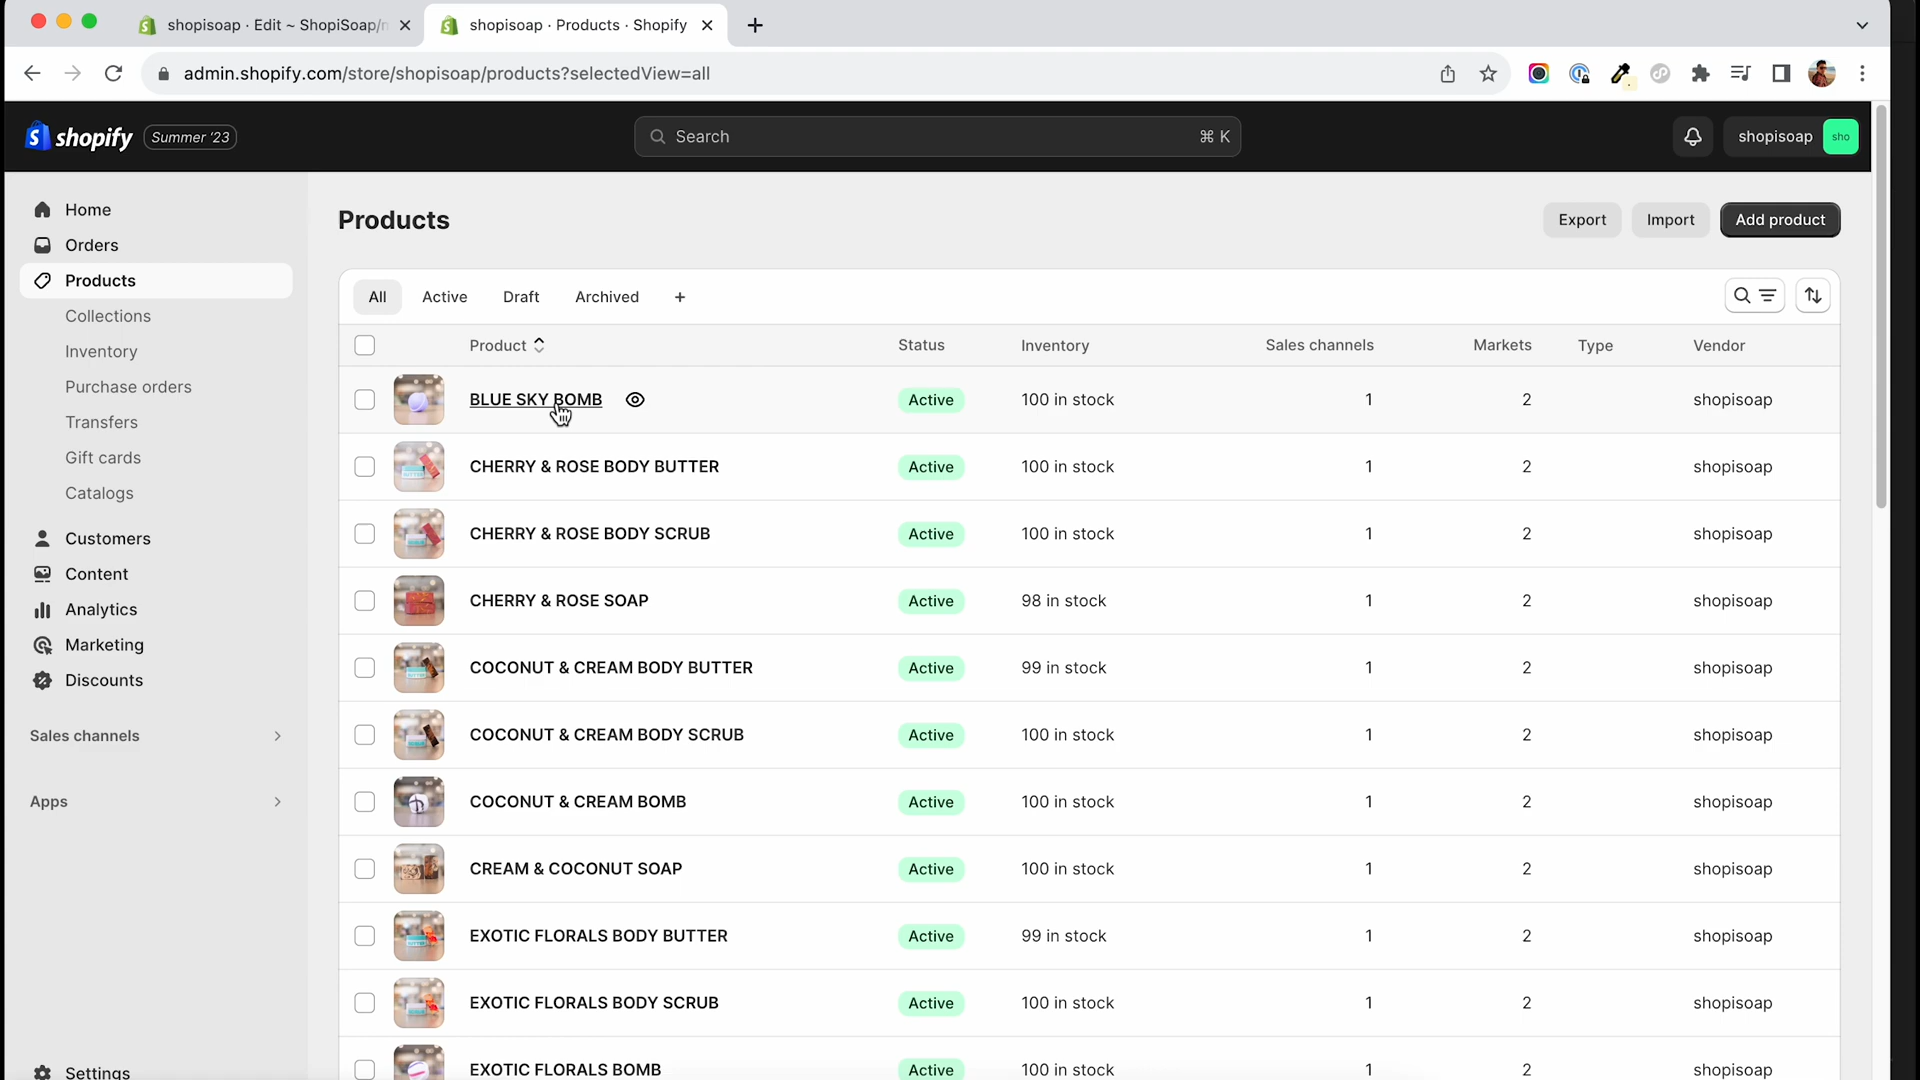 shopisoap · Edit ~ ShopiSoap/
shopisoap · Products · Shopify
admin.shopify.com/store/shopisoap/products?selectedView=all
shopify
Summer '23
Search
⌘ K
shopisoap
sho
Home
Orders
Products
Collections
Inventory
Purchase orders
Transfers
Gift cards
Catalogs
Customers
Content
Analytics
Marketing
Discounts
Sales channels
Apps
Settings
Products
Export
Import
Add product
All
Active
Draft
Archived
+
Product
Status
Inventory
Sales channels
Markets
Type
Vendor
BLUE SKY BOMB Active 100 in stock 1 2 shopisoap
CHERRY & ROSE BODY BUTTER Active 100 in stock 1 2 shopisoap
CHERRY & ROSE BODY SCRUB Active 100 in stock 1 2 shopisoap
CHERRY & ROSE SOAP Active 98 in stock 1 2 shopisoap
COCONUT & CREAM BODY BUTTER Active 99 in stock 1 2 shopisoap
COCONUT & CREAM BODY SCRUB Active 100 in stock 1 2 shopisoap
COCONUT & CREAM BOMB Active 100 in stock 1 2 shopisoap
CREAM & COCONUT SOAP Active 100 in stock 1 2 shopisoap
EXOTIC FLORALS BODY BUTTER Active 99 in stock 1 2 shopisoap
EXOTIC FLORALS BODY SCRUB Active 100 in stock 1 2 shopisoap
EXOTIC FLORALS BOMB Active 100 in stock 1 2 shopisoap